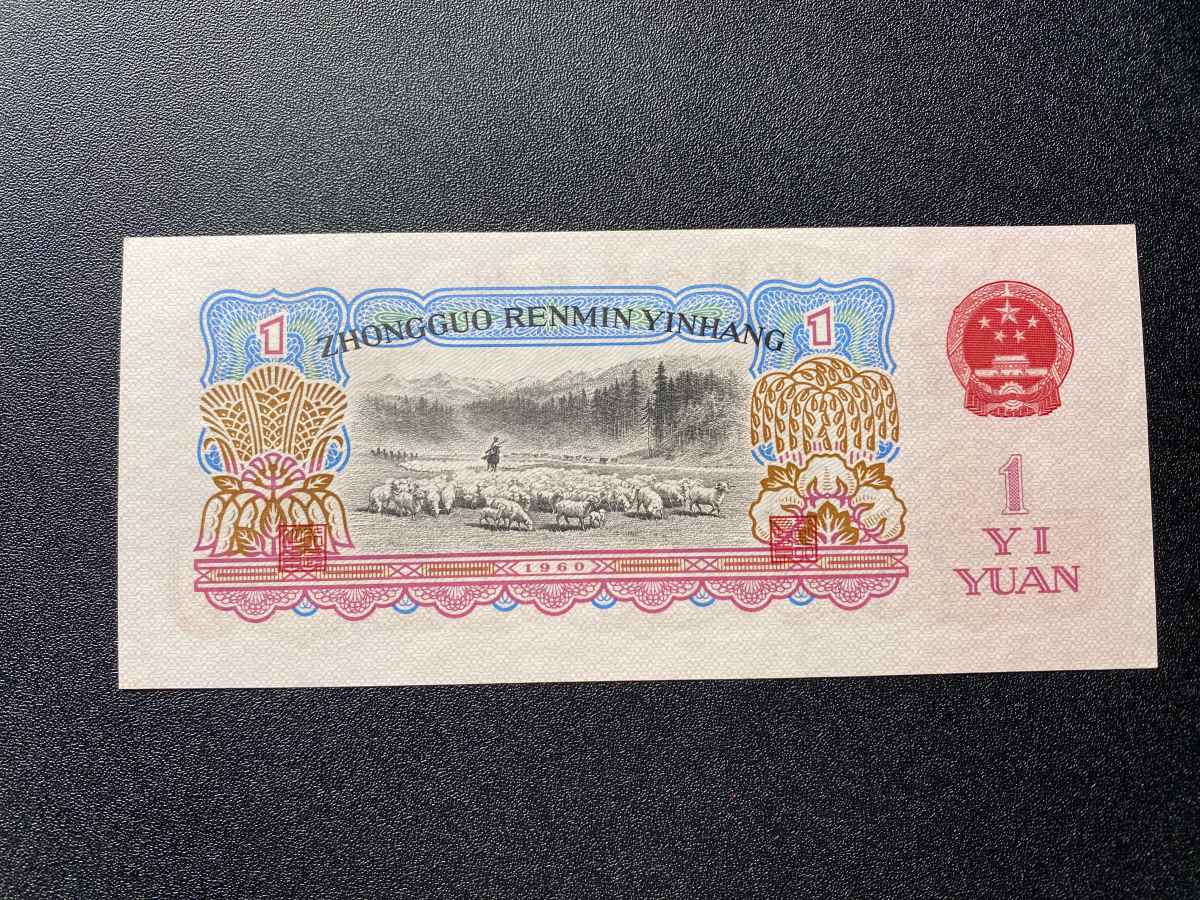 ZHONGGUO RENMIN YINHANG
1
1
1960
1
YI
YUAN